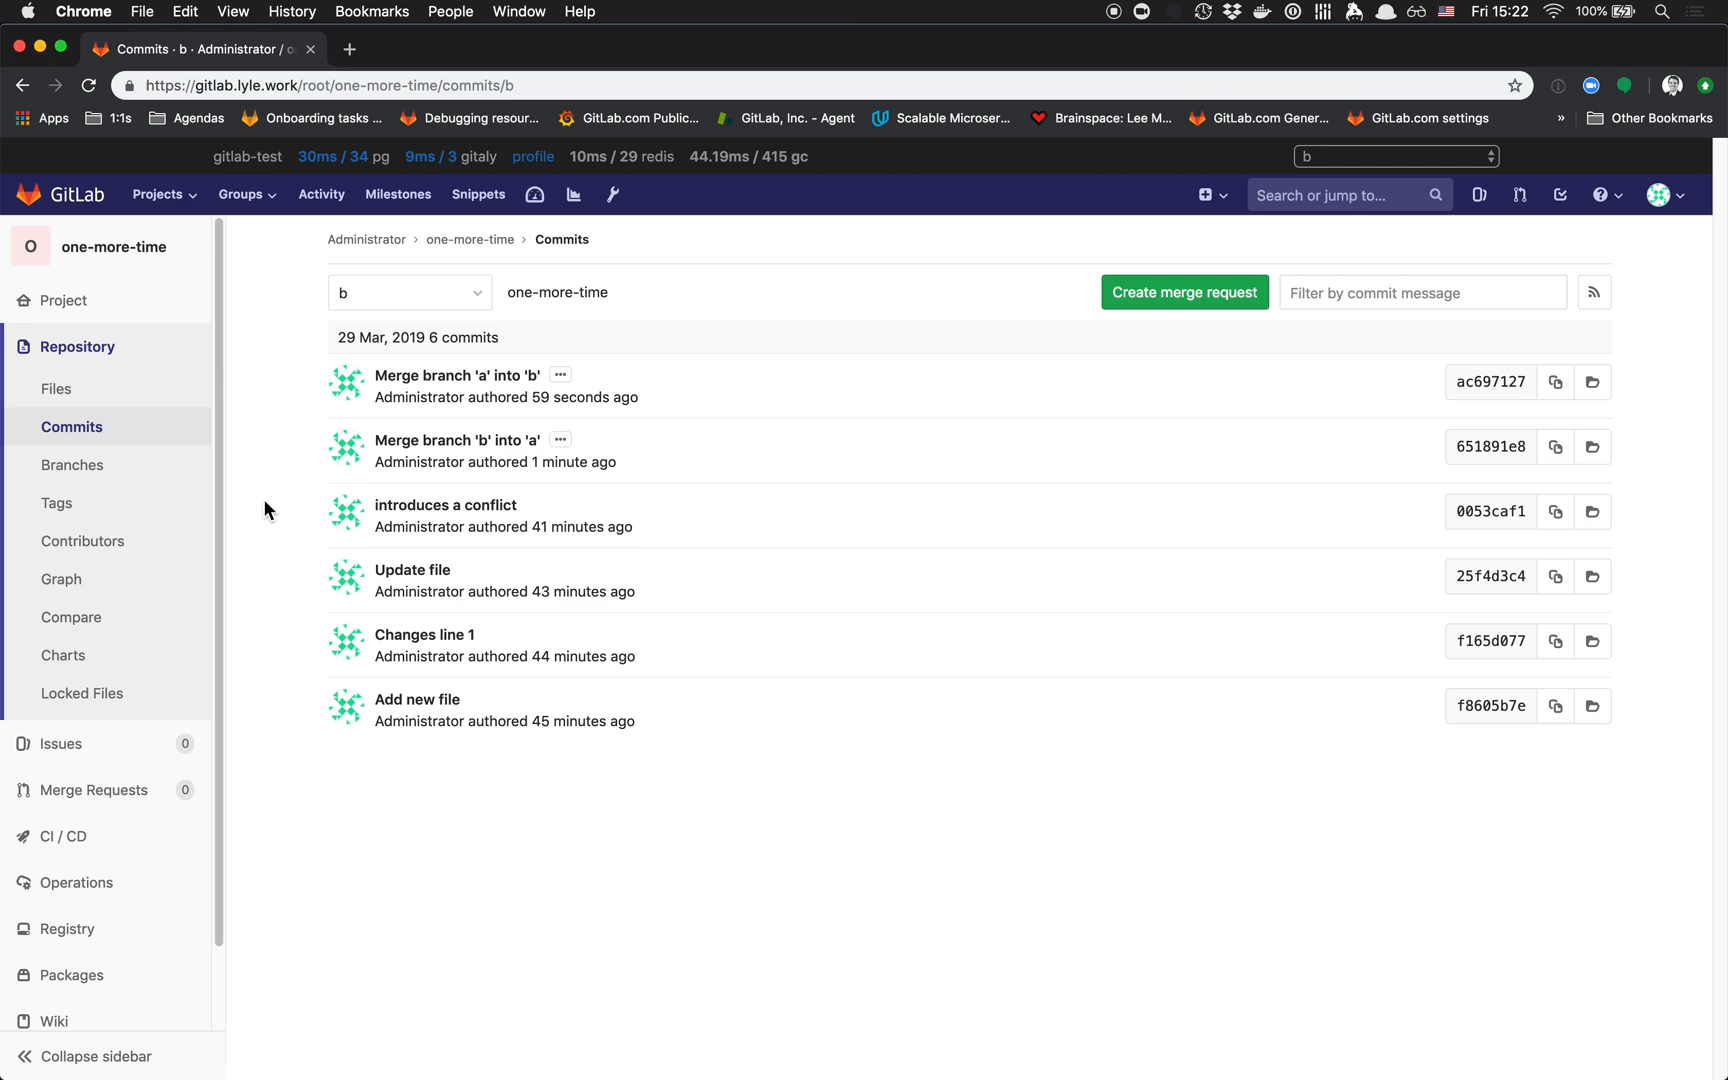 Chrome File Edit View History Bookmarks People Window Help Fri 15:22 100%
Commits · b · Administrator / o
https://gitlab.lyle.work/root/one-more-time/commits/b
Apps 1:1s Agendas Onboarding tasks ... Debugging resour... GitLab.com Public... GitLab, Inc. - Agent Scalable Microser... Brainspace: Lee M... GitLab.com Gener... GitLab.com settings » Other Bookmarks
gitlab-test 30ms / 34 pg 9ms / 3 gitaly profile 10ms / 29 redis 44.19ms / 415 gc b
GitLab Projects Groups Activity Milestones Snippets Search or jump to...
O one-more-time
Administrator > one-more-time > Commits
b one-more-time Create merge request Filter by commit message
Project
Repository
Files
Commits
Branches
Tags
Contributors
Graph
Compare
Charts
Locked Files
Issues 0
Merge Requests 0
CI / CD
Operations
Registry
Packages
Wiki
Collapse sidebar
29 Mar, 2019 6 commits
Merge branch 'a' into 'b' ...
Administrator authored 59 seconds ago
ac697127
Merge branch 'b' into 'a' ...
Administrator authored 1 minute ago
651891e8
introduces a conflict
Administrator authored 41 minutes ago
0053caf1
Update file
Administrator authored 43 minutes ago
25f4d3c4
Changes line 1
Administrator authored 44 minutes ago
f165d077
Add new file
Administrator authored 45 minutes ago
f8605b7e